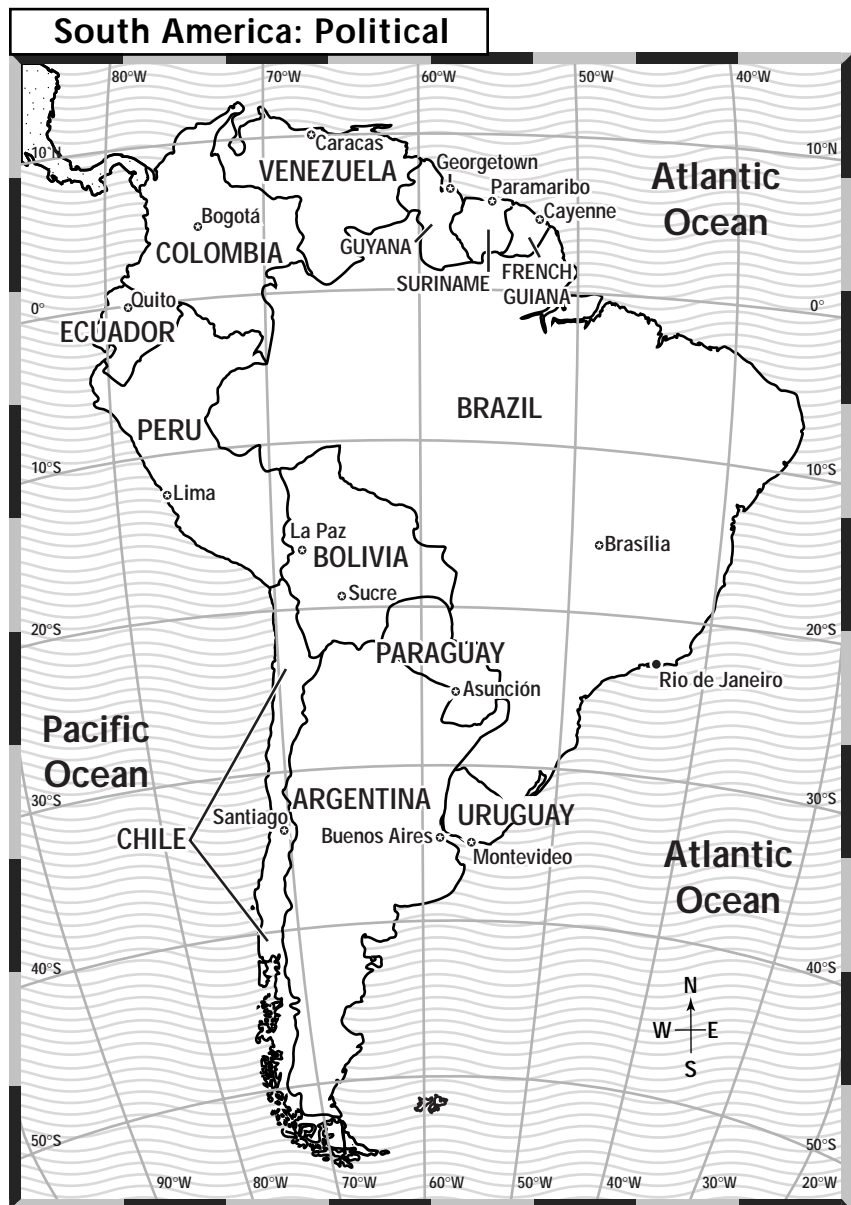 South America: Political
80°W
70°W
60°W
50°W
40°W
10°N
10°N
Caracas
VENEZUELA
Georgetown
Paramaribo
Cayenne
Atlantic
Ocean
Bogotá
COLOMBIA
GUYANA
SURINAME
FRENCH
GUIANA
0°
0°
Quito
ECUADOR
PERU
BRAZIL
10°S
10°S
Lima
La Paz
BOLIVIA
Brasília
Sucre
20°S
20°S
PARAGUAY
Asunción
Rio de Janeiro
Pacific
Ocean
30°S
30°S
ARGENTINA
Santiago
URUGUAY
CHILE
Buenos Aires
Montevideo
Atlantic
Ocean
40°S
40°S
N
W
E
S
50°S
50°S
90°W
80°W
70°W
60°W
50°W
40°W
30°W
20°W